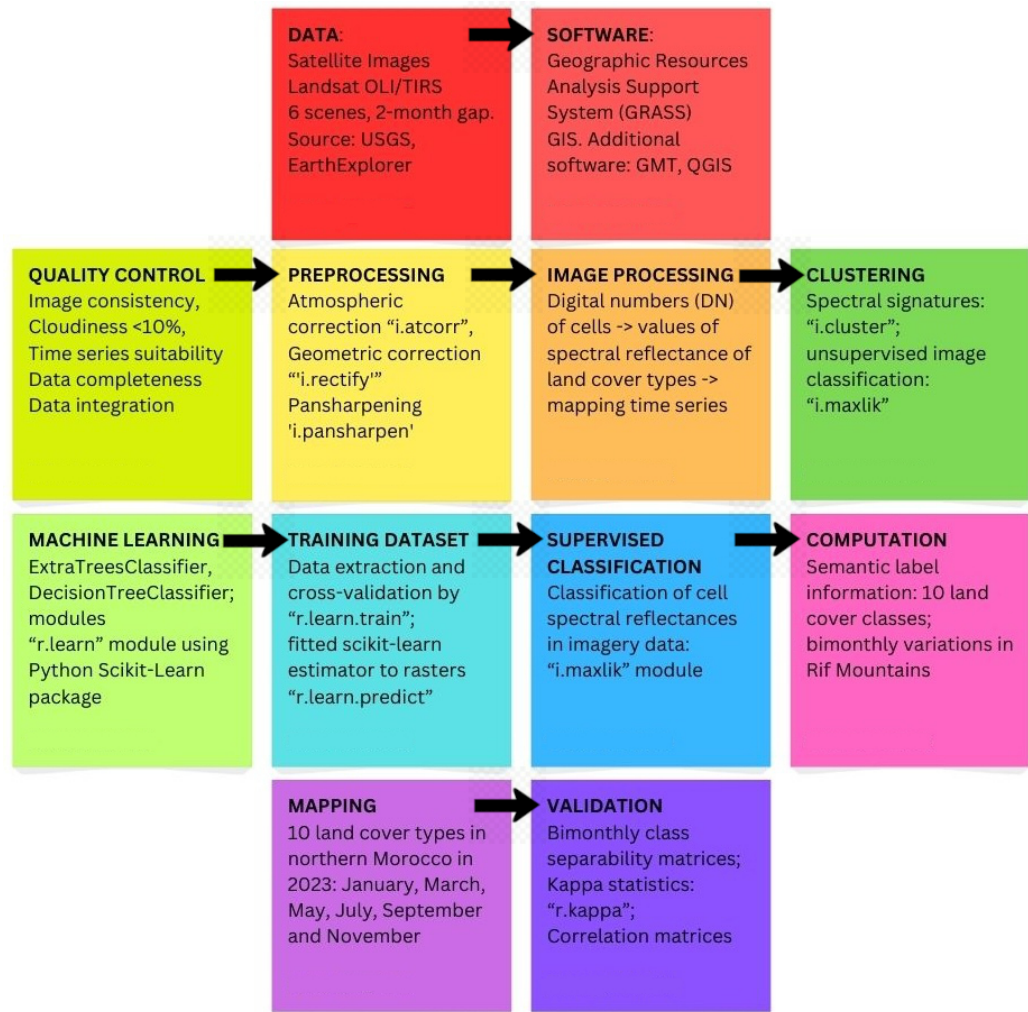 DATA:
Satellite Images
Landsat OLI/TIRS
6 scenes, 2-month gap.
Source: USGS,
EarthExplorer
SOFTWARE:
Geographic Resources
Analysis Support
System (GRASS)
GIS. Additional
software: GMT, QGIS
QUALITY CONTROL
Image consistency,
Cloudiness <10%,
Time series suitability
Data completeness
Data integration
PREPROCESSING
Atmospheric
correction “i.atcorr”,
Geometric correction
“'i.rectify'”
Pansharpening
'i.pansharpen'
IMAGE PROCESSING
Digital numbers (DN)
of cells -> values of
spectral reflectance of
land cover types ->
mapping time series
CLUSTERING
Spectral signatures:
“i.cluster”;
unsupervised image
classification:
“i.maxlik”
MACHINE LEARNING
ExtraTreesClassifier,
DecisionTreeClassifier;
modules
“r.learn” module using
Python Scikit-Learn
package
TRAINING DATASET
Data extraction and
cross-validation by
“r.learn.train”;
fitted scikit-learn
estimator to rasters
“r.learn.predict”
SUPERVISED
CLASSIFICATION
Classification of cell
spectral reflectances
in imagery data:
“i.maxlik” module
COMPUTATION
Semantic label
information: 10 land
cover classes;
bimonthly variations in
Rif Mountains
MAPPING
10 land cover types in
northern Morocco in
2023: January, March,
May, July, September
and November
VALIDATION
Bimonthly class
separability matrices;
Kappa statistics:
“r.kappa”;
Correlation matrices